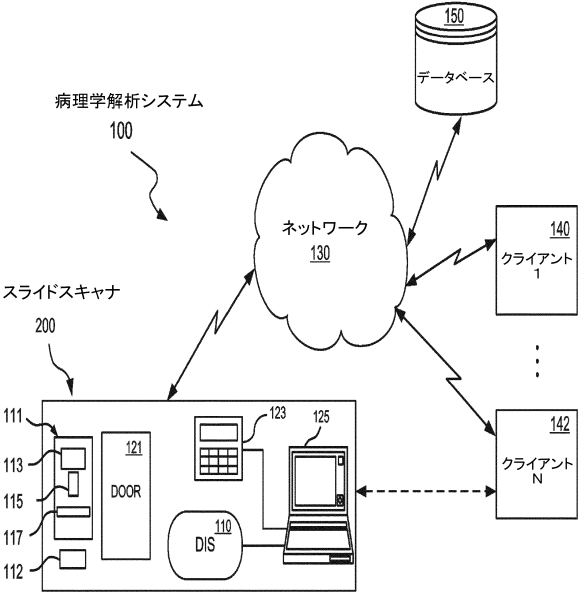 150
データベース
病理学解析システム
100
ネットワーク
130
140
クライアント
1
スライドスキャナ
200
142
クライアント
N
111
113
115
117
112
121
DOOR
123
125
110
DIS